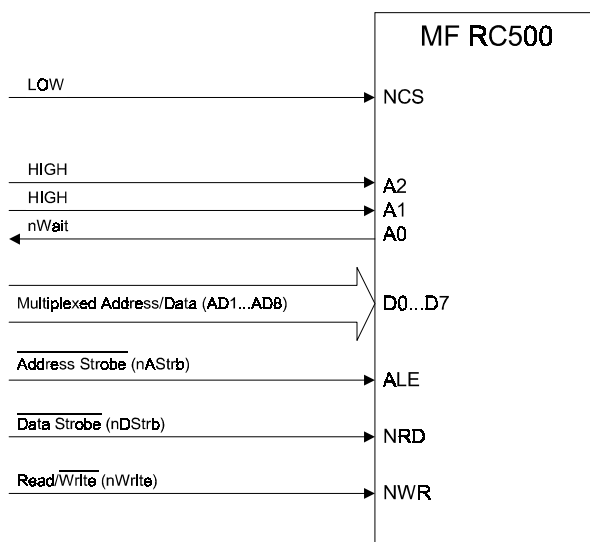 MF RC500
LOW
NCS
HIGH
A2
HIGH
A1
nWait
A0
Multiplexed Address/Data (AD1...AD8)
D0...D7
Address Strobe (nAStrb)
ALE
Data Strobe (nDStrb)
NRD
Read/Write (nWrite)
NWR